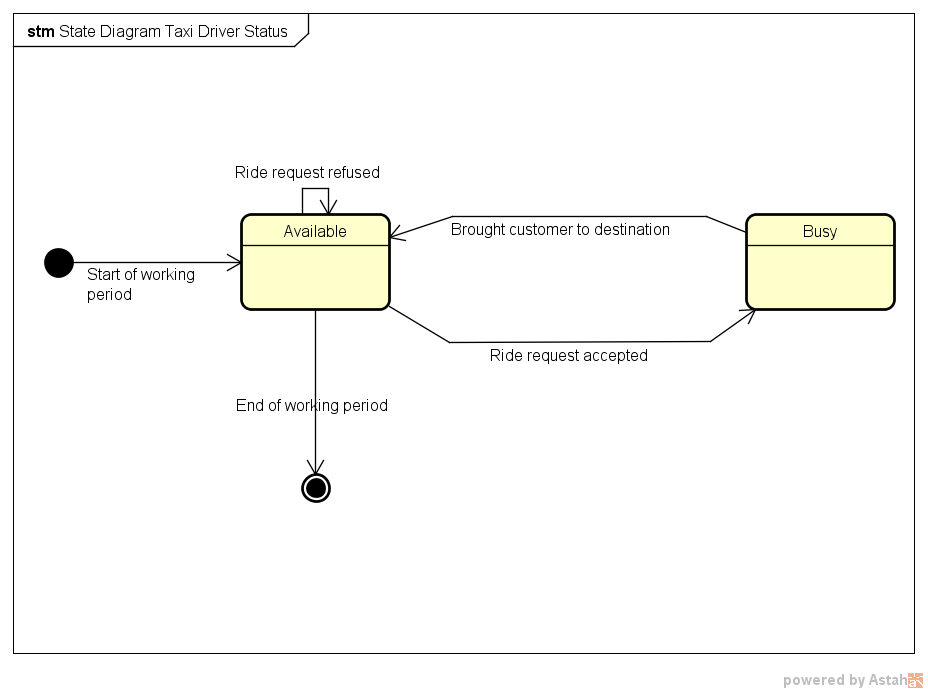 stm State Diagram Taxi Driver Status
Ride request refused
Available
Brought customer to destination
Busy
Start of working
period
Ride request accepted
End of working period
powered by Astah